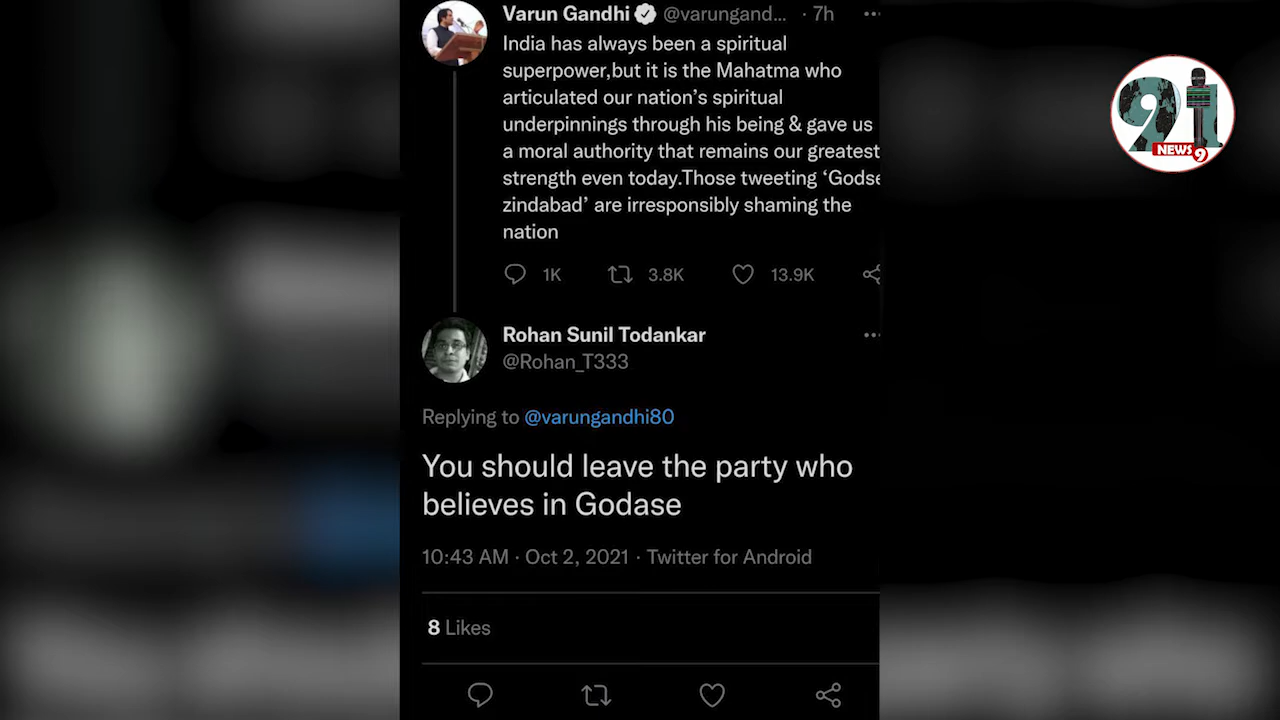 Varun Gandhi @varungand... · 7h
India has always been a spiritual
superpower,but it is the Mahatma who
articulated our nation’s spiritual
underpinnings through his being & gave us
a moral authority that remains our greatest
strength even today.Those tweeting ‘Godse
zindabad’ are irresponsibly shaming the
nation
1K 3.8K 13.9K
Rohan Sunil Todankar
@Rohan_T333
Replying to @varungandhi80
You should leave the party who
believes in Godase
10:43 AM · Oct 2, 2021 · Twitter for Android
8 Likes
91
NEWS 9